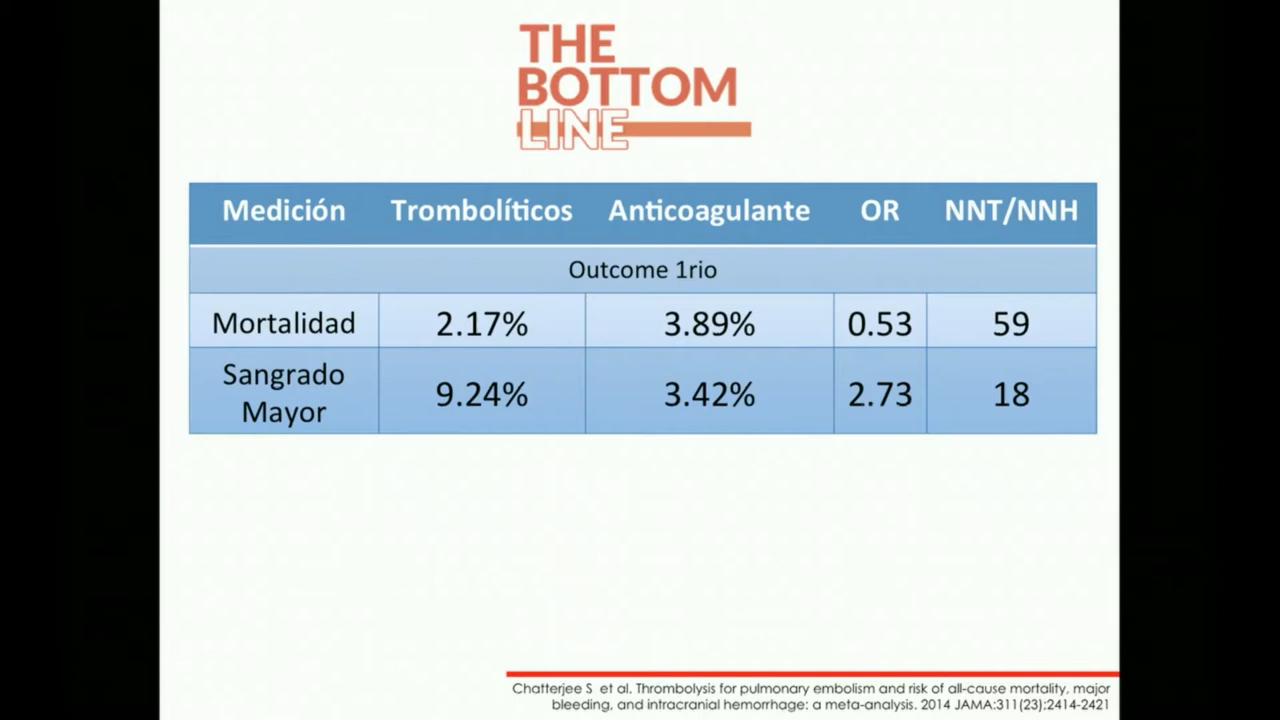 THE
BOTTOM
LINE
Medición Trombolíticos Anticoagulante OR NNT/NNH
Outcome 1rio
Mortalidad 2.17% 3.89% 0.53 59
Sangrado
Mayor 9.24% 3.42% 2.73 18
Chatterjee S et al. Thrombolysis for pulmonary embolism and risk of all-cause mortality, major
bleeding, and intracranial hemorrhage: a meta-analysis. 2014 JAMA:311(23):2414-2421